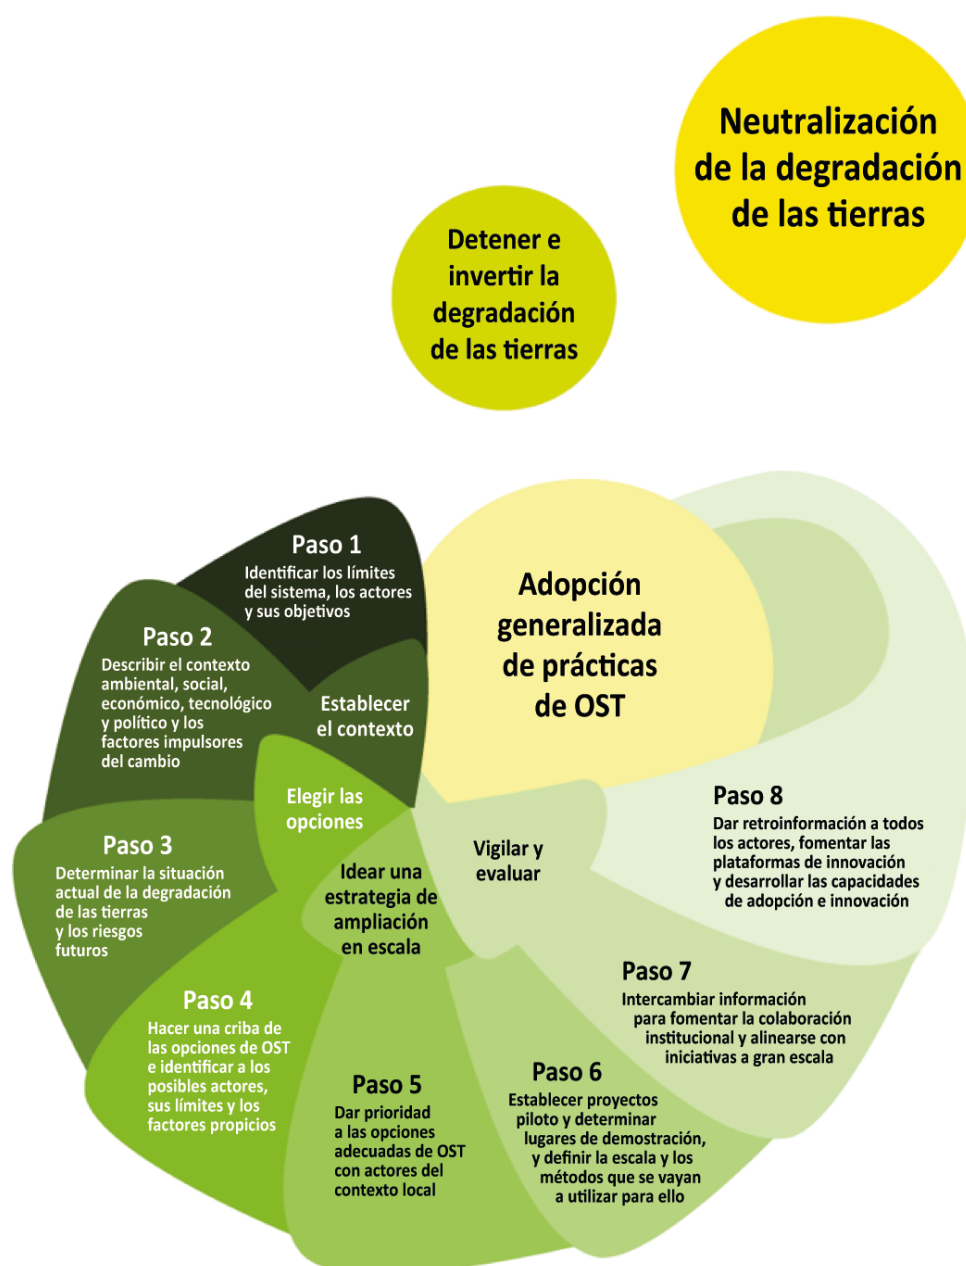 Neutralización
de la degradación
de las tierras
Detener e
invertir la
degradación
de las tierras
Adopción
generalizada
de prácticas
de OST
Paso 1
Identificar los límites
del sistema, los actores
y sus objetivos
Paso 2
Describir el contexto
ambiental, social,
económico, tecnológico
y político y los
factores impulsores
del cambio
Establecer
el contexto
Elegir las
opciones
Paso 3
Determinar la situación
actual de la degradación
de las tierras
y los riesgos
futuros
Idear una
estrategia de
ampliación
en escala
Vigilar y
evaluar
Paso 4
Hacer una criba de
las opciones de OST
e identificar a los
posibles actores,
sus límites y los
factores propicios
Paso 5
Dar prioridad
a las opciones
adecuadas de OST
con actores del
contexto local
Paso 6
Establecer proyectos
piloto y determinar
lugares de demostración,
y definir la escala y los
métodos que se vayan
a utilizar para ello
Paso 7
Intercambiar información
para fomentar la colaboración
institucional y alinearse con
iniciativas a gran escala
Paso 8
Dar retroinformación a todos
los actores, fomentar las
plataformas de innovación
y desarrollar las capacidades
de adopción e innovación